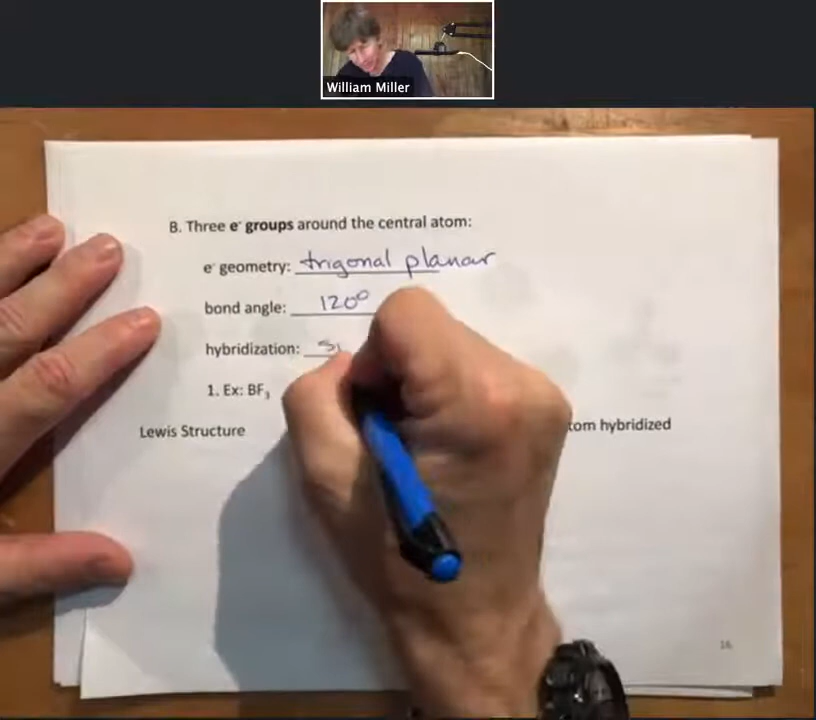 William Miller
B. Three e⁻ groups around the central atom:
e⁻ geometry: trigonal planar
bond angle: 120°
hybridization:
1. Ex: BF₃
Lewis Structure tom hybridized
16